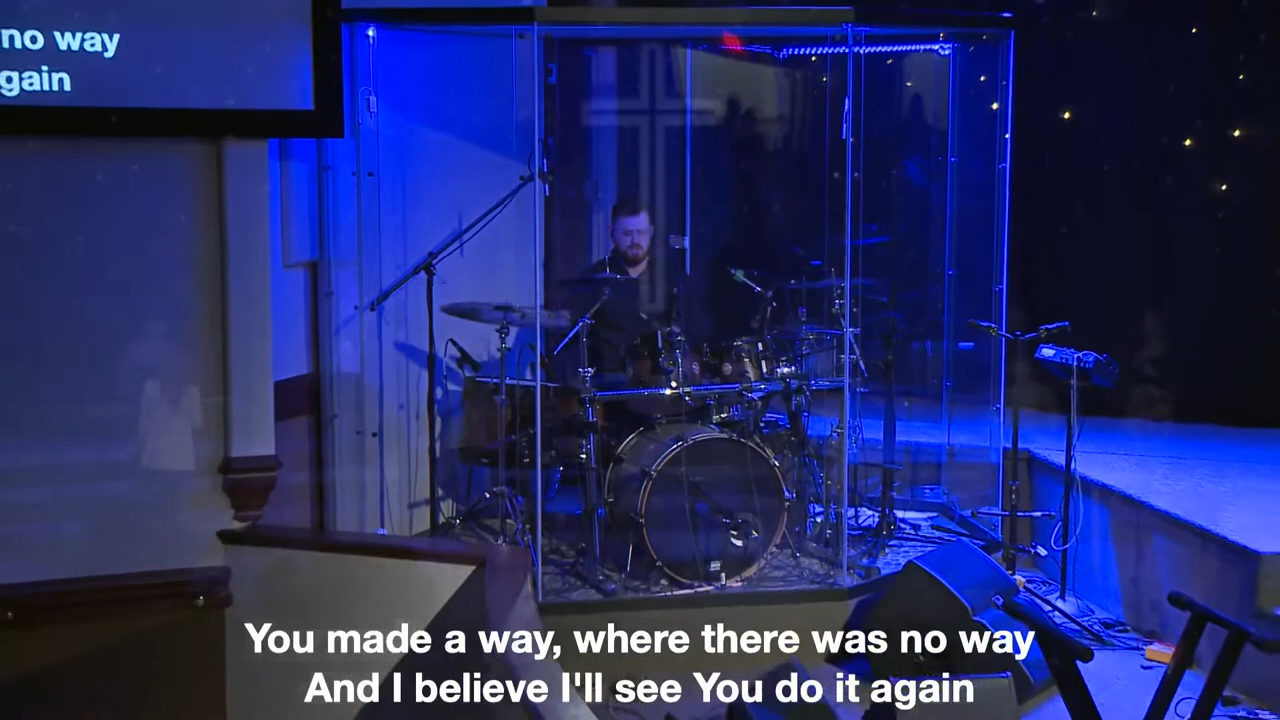 no way
gain
You made a way, where there was no way
And I believe I'll see You do it again